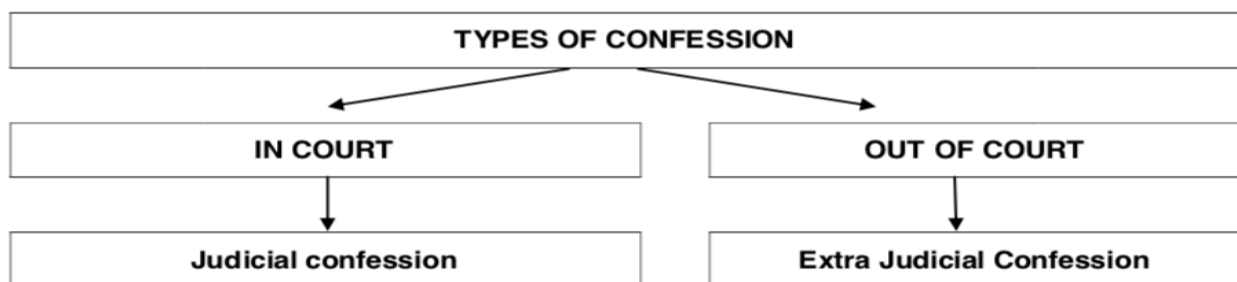 TYPES OF CONFESSION
IN COURT
OUT OF COURT
Judicial confession
Extra Judicial Confession